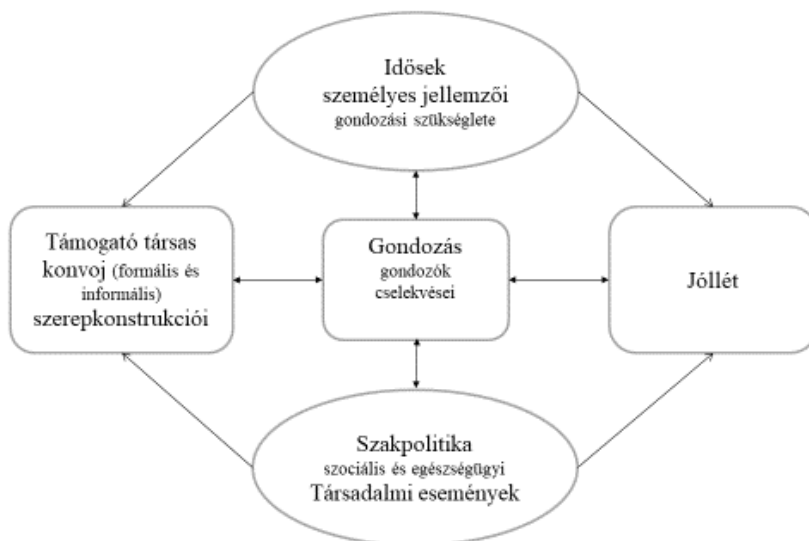 Idősek
személyes jellemzői
gondozási szükséglete
Támogató társas
konvoj (formális és
informális)
szerepkonstrukciói
Gondozás
gondozók
cselekvései
Jóllét
Szakpolitika
szociális és egészségügyi
Társadalmi események